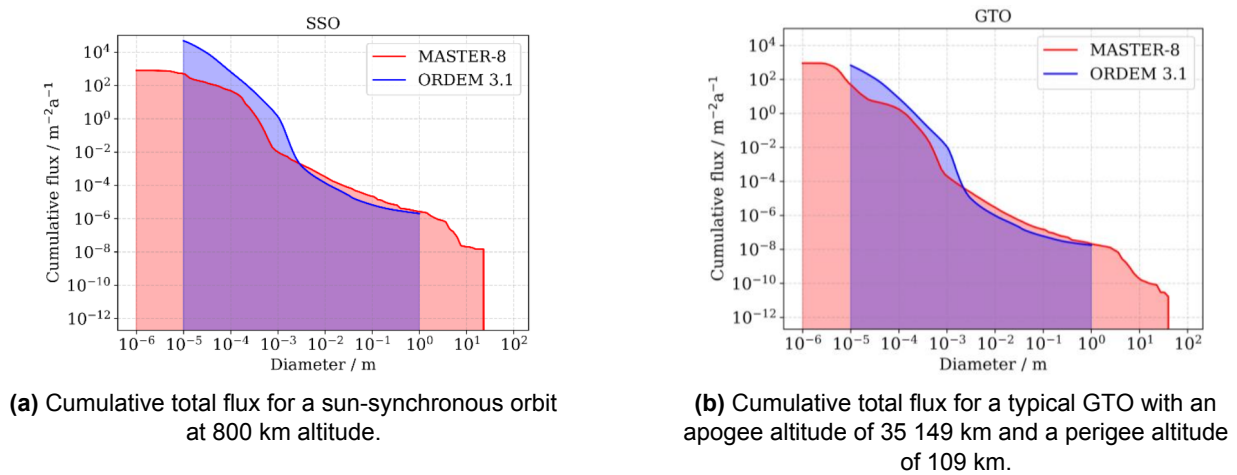 SSO
MASTER-8
ORDEM 3.1
10⁴
10²
10⁰
10⁻²
10⁻⁴
10⁻⁶
10⁻⁸
10⁻¹⁰
10⁻¹²
Cumulative flux / m⁻²a⁻¹
10⁻⁶ 10⁻⁵ 10⁻⁴ 10⁻³ 10⁻² 10⁻¹ 10⁰ 10¹ 10²
Diameter / m
(a) Cumulative total flux for a sun-synchronous orbit
at 800 km altitude.
GTO
MASTER-8
ORDEM 3.1
10⁴
10²
10⁰
10⁻²
10⁻⁴
10⁻⁶
10⁻⁸
10⁻¹⁰
10⁻¹²
Cumulative flux / m⁻²a⁻¹
10⁻⁶ 10⁻⁵ 10⁻⁴ 10⁻³ 10⁻² 10⁻¹ 10⁰ 10¹ 10²
Diameter / m
(b) Cumulative total flux for a typical GTO with an
apogee altitude of 35 149 km and a perigee altitude
of 109 km.